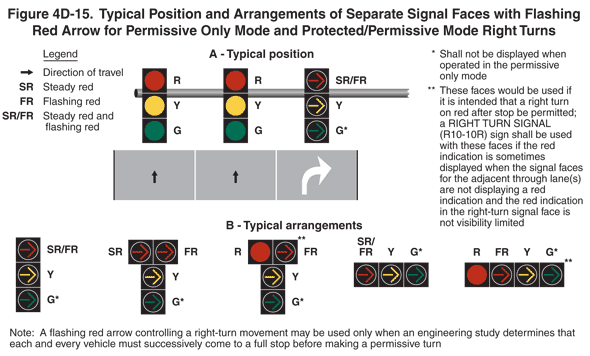 Figure 4D-15. Typical Position and Arrangements of Separate Signal Faces with Flashing
Red Arrow for Permissive Only Mode and Protected/Permissive Mode Right Turns
Legend
Direction of travel
SR Steady red
FR Flashing red
SR/FR Steady red and
flashing red
A - Typical position
R
R
SR/FR
Y
Y
Y
G
G
G*
* Shall not be displayed when
operated in the permissive
only mode
** These faces would be used if
it is intended that a right turn
on red after stop be permitted;
a RIGHT TURN SIGNAL
(R10-10R) sign shall be used
with these faces if the red
indication is sometimes
displayed when the signal faces
for the adjacent through lane(s)
are not displaying a red
indication and the red indication
in the right-turn signal face is
not visibility limited
B - Typical arrangements
SR/FR
Y
G*
SR FR
Y
G*
R ** FR
Y
G*
SR/
FR Y G*
R FR Y G*
**
Note: A flashing red arrow controlling a right-turn movement may be used only when an engineering study determines that
each and every vehicle must successively come to a full stop before making a permissive turn